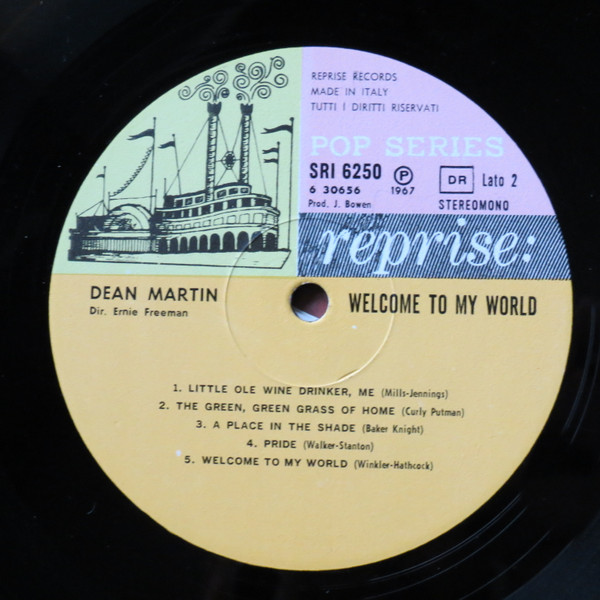 REPRISE RECORDS
MADE IN ITALY
TUTTI I DIRITTI RISERVATI
POP SERIES
SRI 6250 Ⓟ DR Lato 2
6 30656 1967
Prod. J. Bowen STEREOMONO
reprise:
DEAN MARTIN WELCOME TO MY WORLD
Dir. Ernie Freeman
1. LITTLE OLE WINE DRINKER, ME (Mills-Jennings)
2. THE GREEN, GREEN GRASS OF HOME (Curly Putman)
3. A PLACE IN THE SHADE (Baker Knight)
4. PRIDE (Walker-Stanton)
5. WELCOME TO MY WORLD (Winkler-Hathcock)